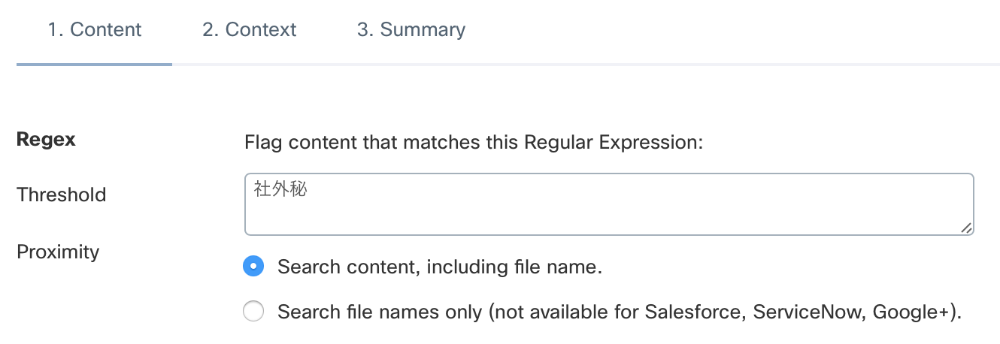 1. Content 2. Context 3. Summary
Regex
Flag content that matches this Regular Expression:
Threshold
社外秘
Proximity
Search content, including file name.
Search file names only (not available for Salesforce, ServiceNow, Google+).